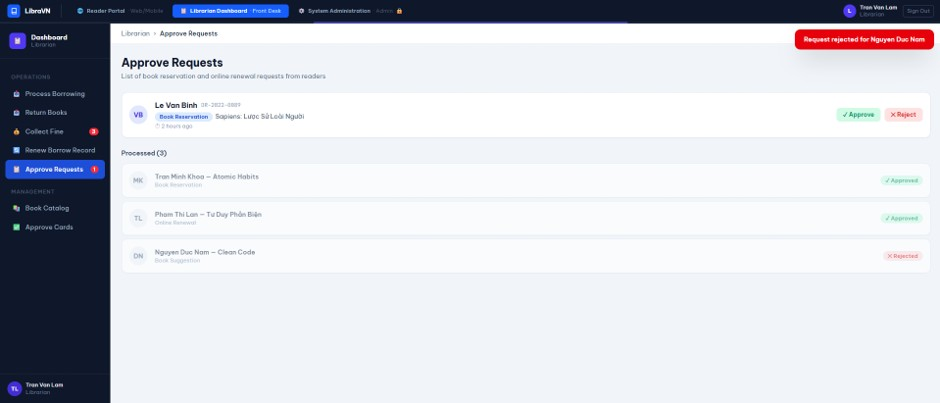 LibraVN
Reader Portal Web/Mobile
Librarian Dashboard Front Desk
System Administration Admin
L
Tran Van Lam
Librarian
Sign Out
Dashboard
Librarian
Librarian › Approve Requests
Request rejected for Nguyen Duc Nam
OPERATIONS
Process Borrowing
Return Books
Collect Fine 3
Renew Borrow Record
Approve Requests 1
MANAGEMENT
Book Catalog
Approve Cards
Approve Requests
List of book reservation and online renewal requests from readers
VB
Le Van Binh
Book Reservation Sapiens: Lược Sử Loài Người
2 hours ago
✓ Approve
✕ Reject
Processed (3)
MK
Tran Minh Khoa — Atomic Habits
Book Reservation
✓ Approved
TL
Pham Thi Lan — Tư Duy Phản Biện
Online Renewal
✓ Approved
DN
Nguyen Duc Nam — Clean Code
Book Suggestion
✕ Rejected
TL
Tran Van Lam
Librarian